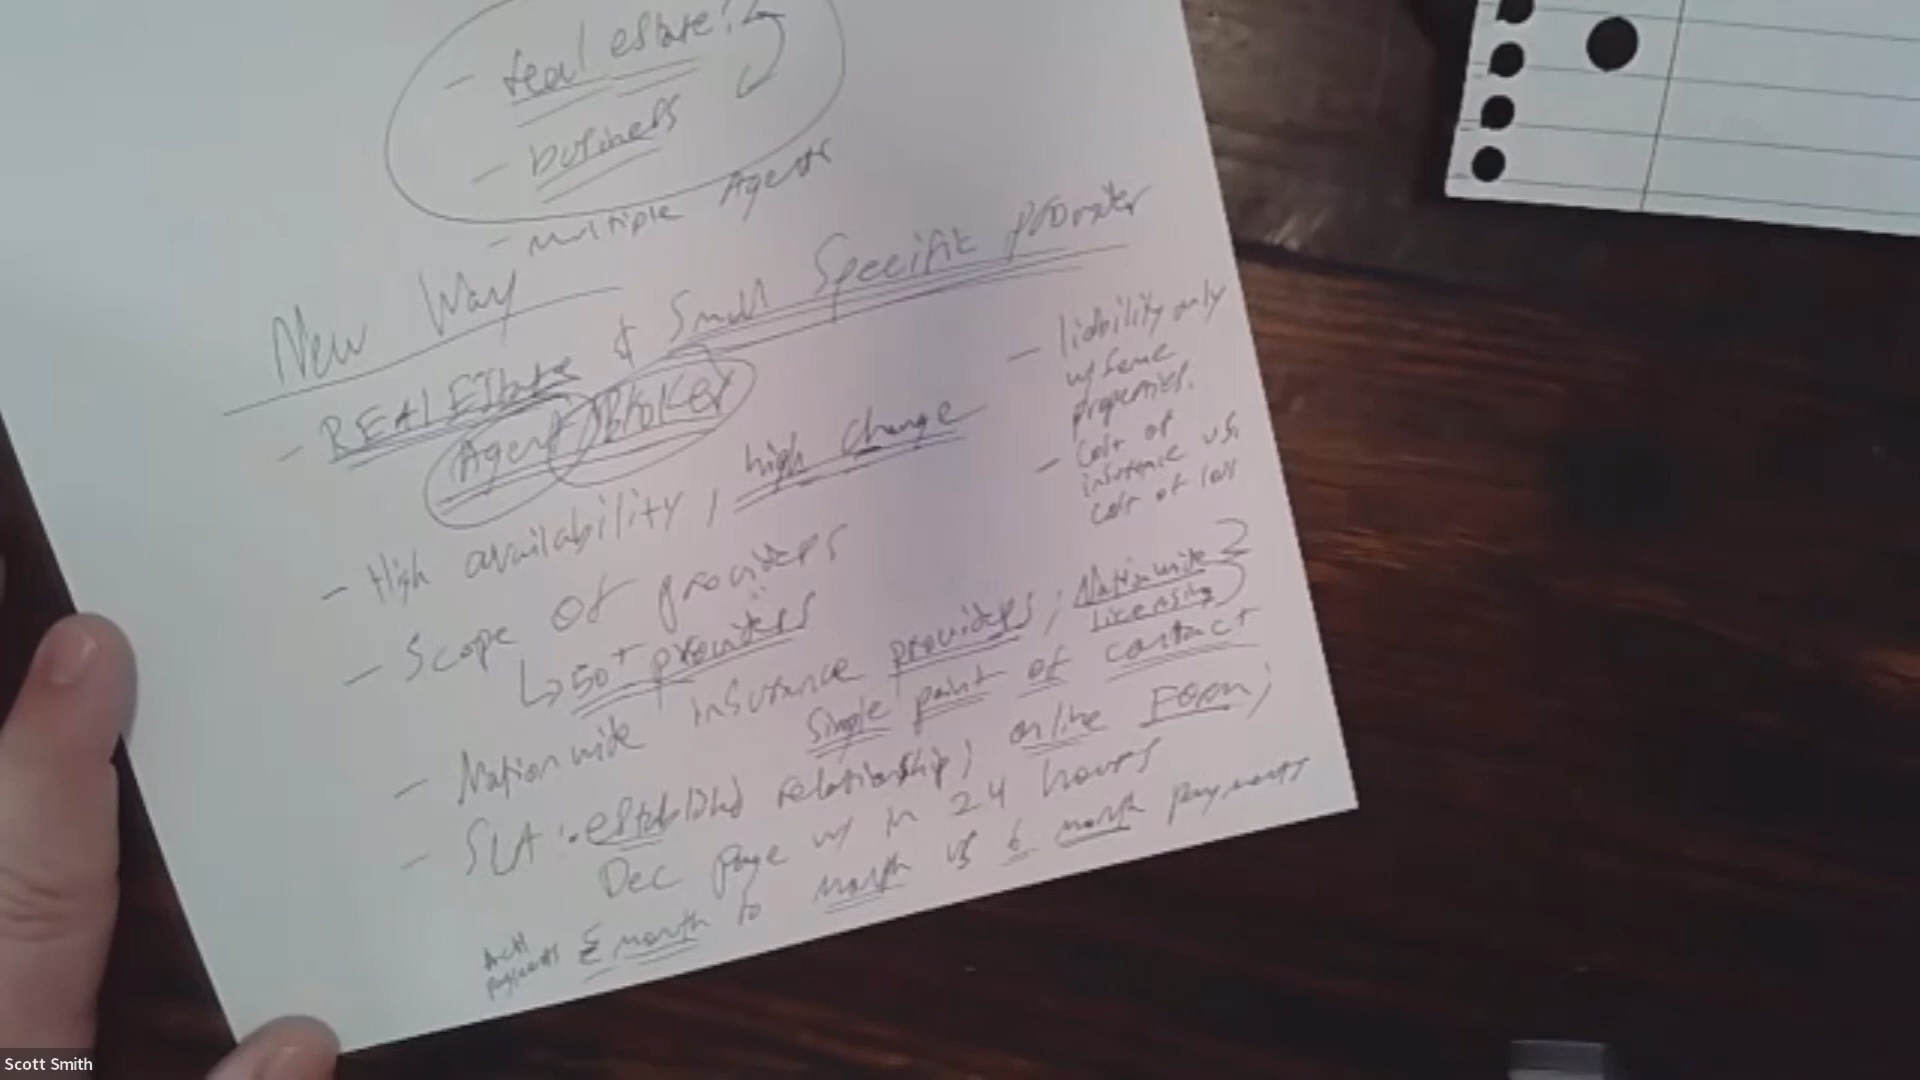 - real estate?
- business
- multiple Agents
New Way
- REAL Estate & Small Specific provider
Agent / Broker
- High availability, high change
- Scope of providers
↳ 50+ providers
- Nationwide insurance providers; Nationwide licensing
single point of contact
- SLA: established relationship; online Form;
Dec page w/in 24 hours
ACH payments
month to month vs 6 month payments
- liability only
w/ some
properties.
- Cost of
insurance vs.
cost of loss
Scott Smith